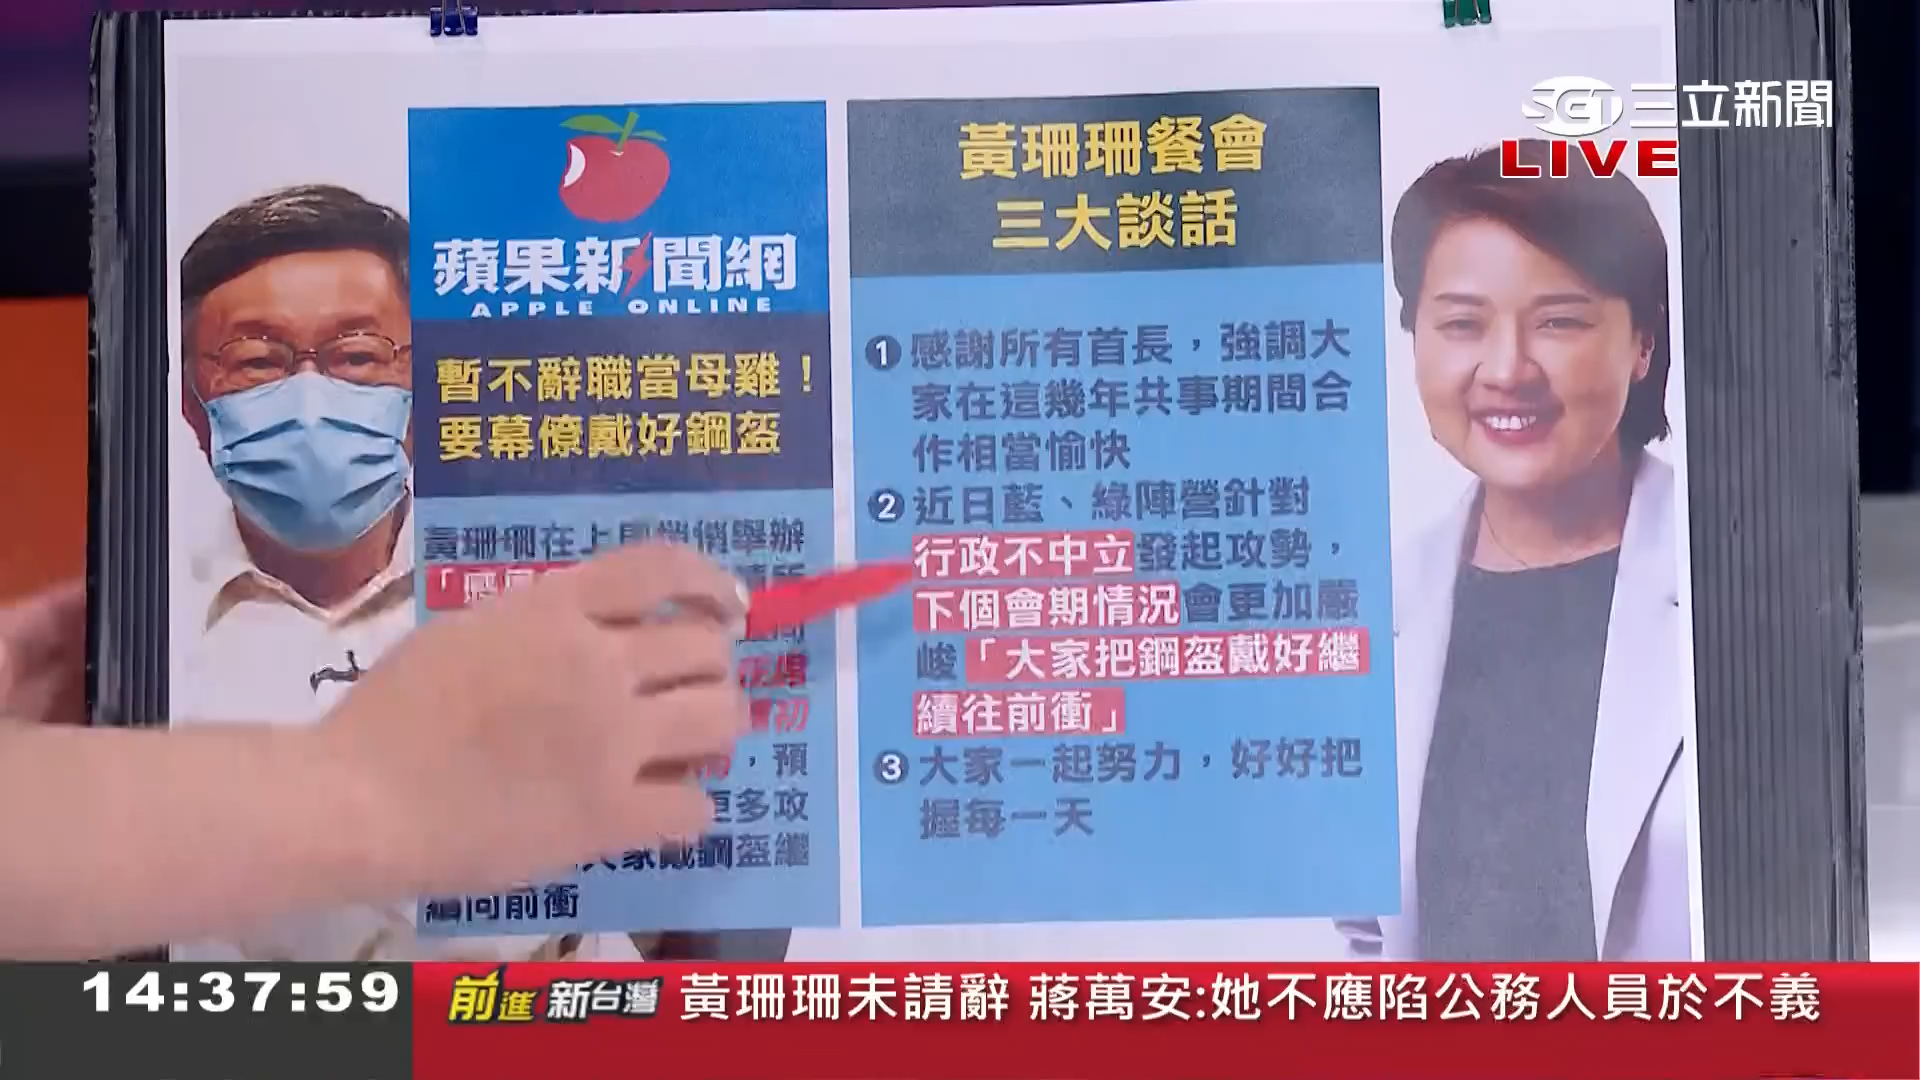 SET三立新聞
LIVE
蘋果新聞網
APPLE ONLINE
暫不辭職當母雞！
要幕僚戴好鋼盔
黃珊珊在上周悄悄舉辦
初
，預
更多攻
大家戴鋼盔繼
續向前衝
黃珊珊餐會
三大談話
1 感謝所有首長，強調大
家在這幾年共事期間合
作相當愉快
2 近日藍、綠陣營針對
行政不中立發起攻勢，
下個會期情況會更加嚴
峻「大家把鋼盔戴好繼
續往前衝」
3 大家一起努力，好好把
握每一天
14:37:59
前進新台灣
黃珊珊未請辭 蔣萬安:她不應陷公務人員於不義